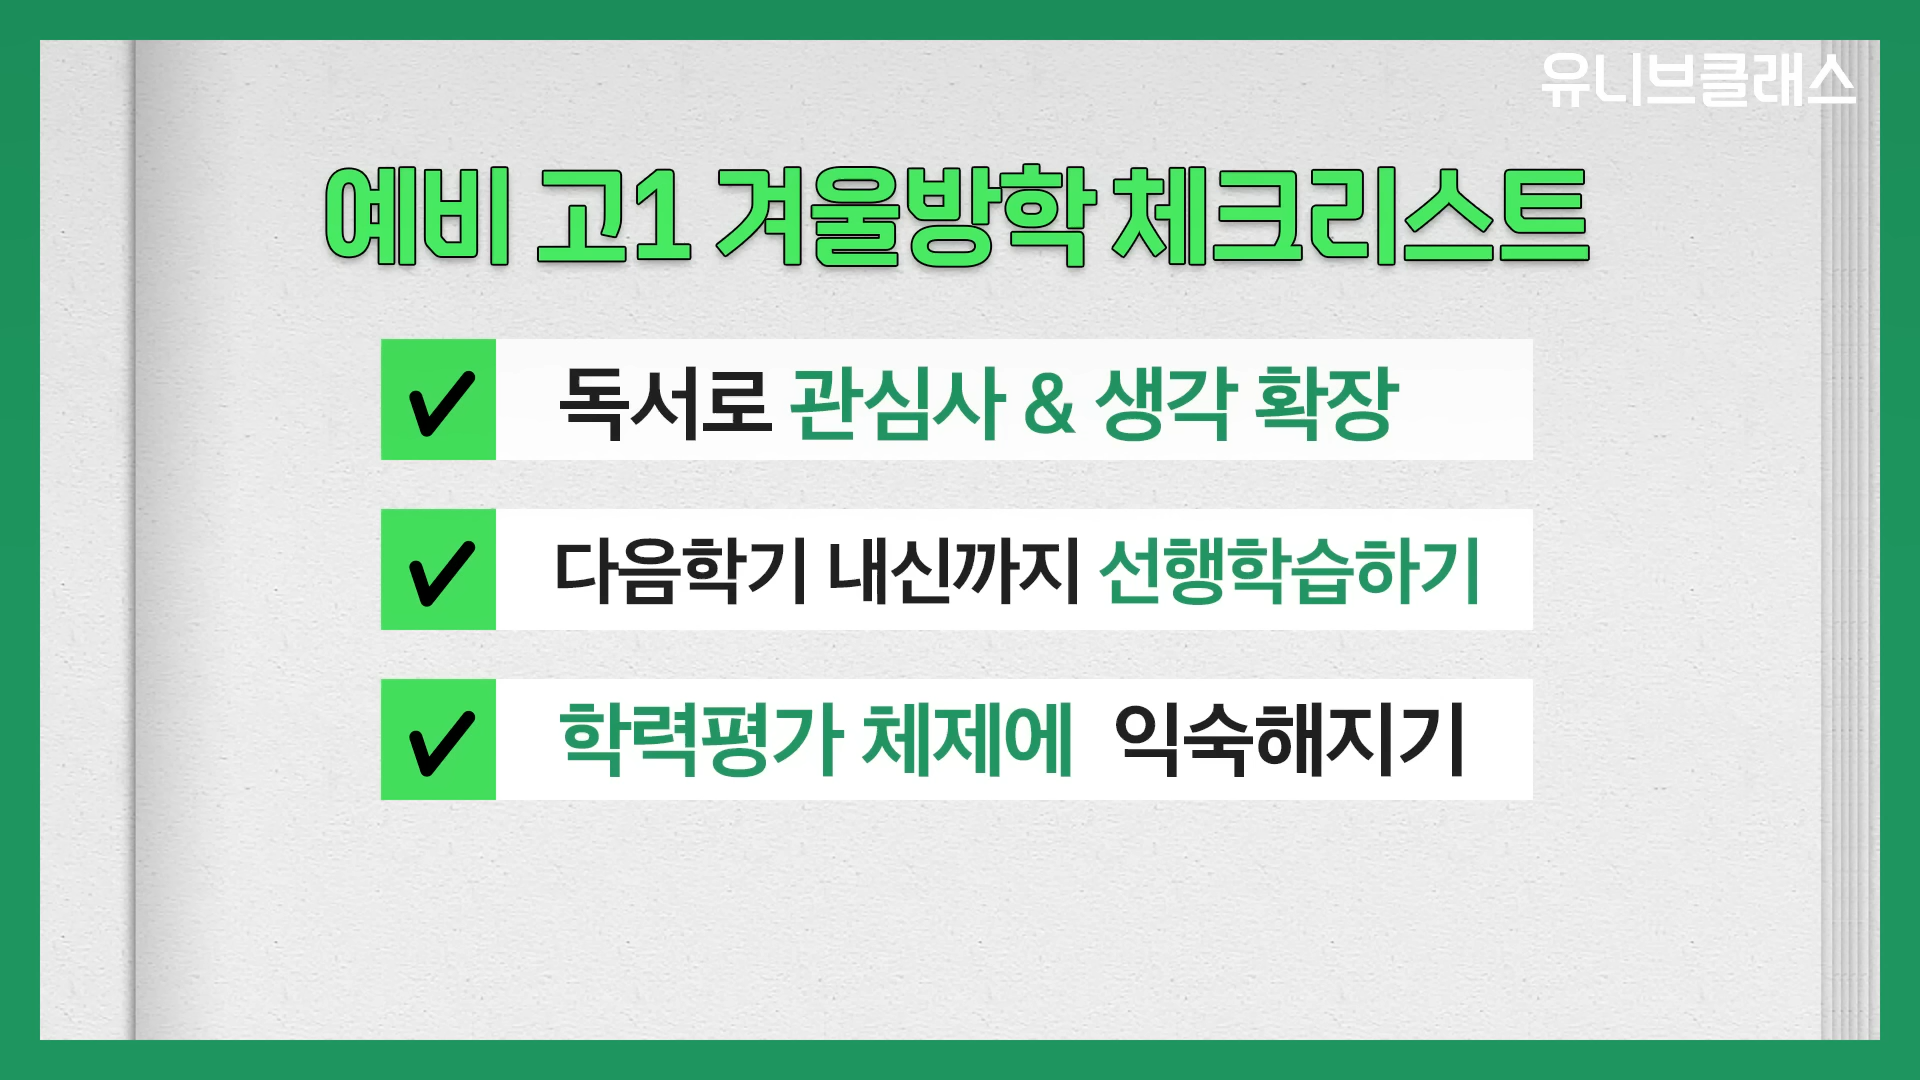 유니브클래스
예비 고1 겨울방학 체크리스트
✔ 독서로 관심사 & 생각 확장
✔ 다음학기 내신까지 선행학습하기
✔ 학력평가 체제에 익숙해지기